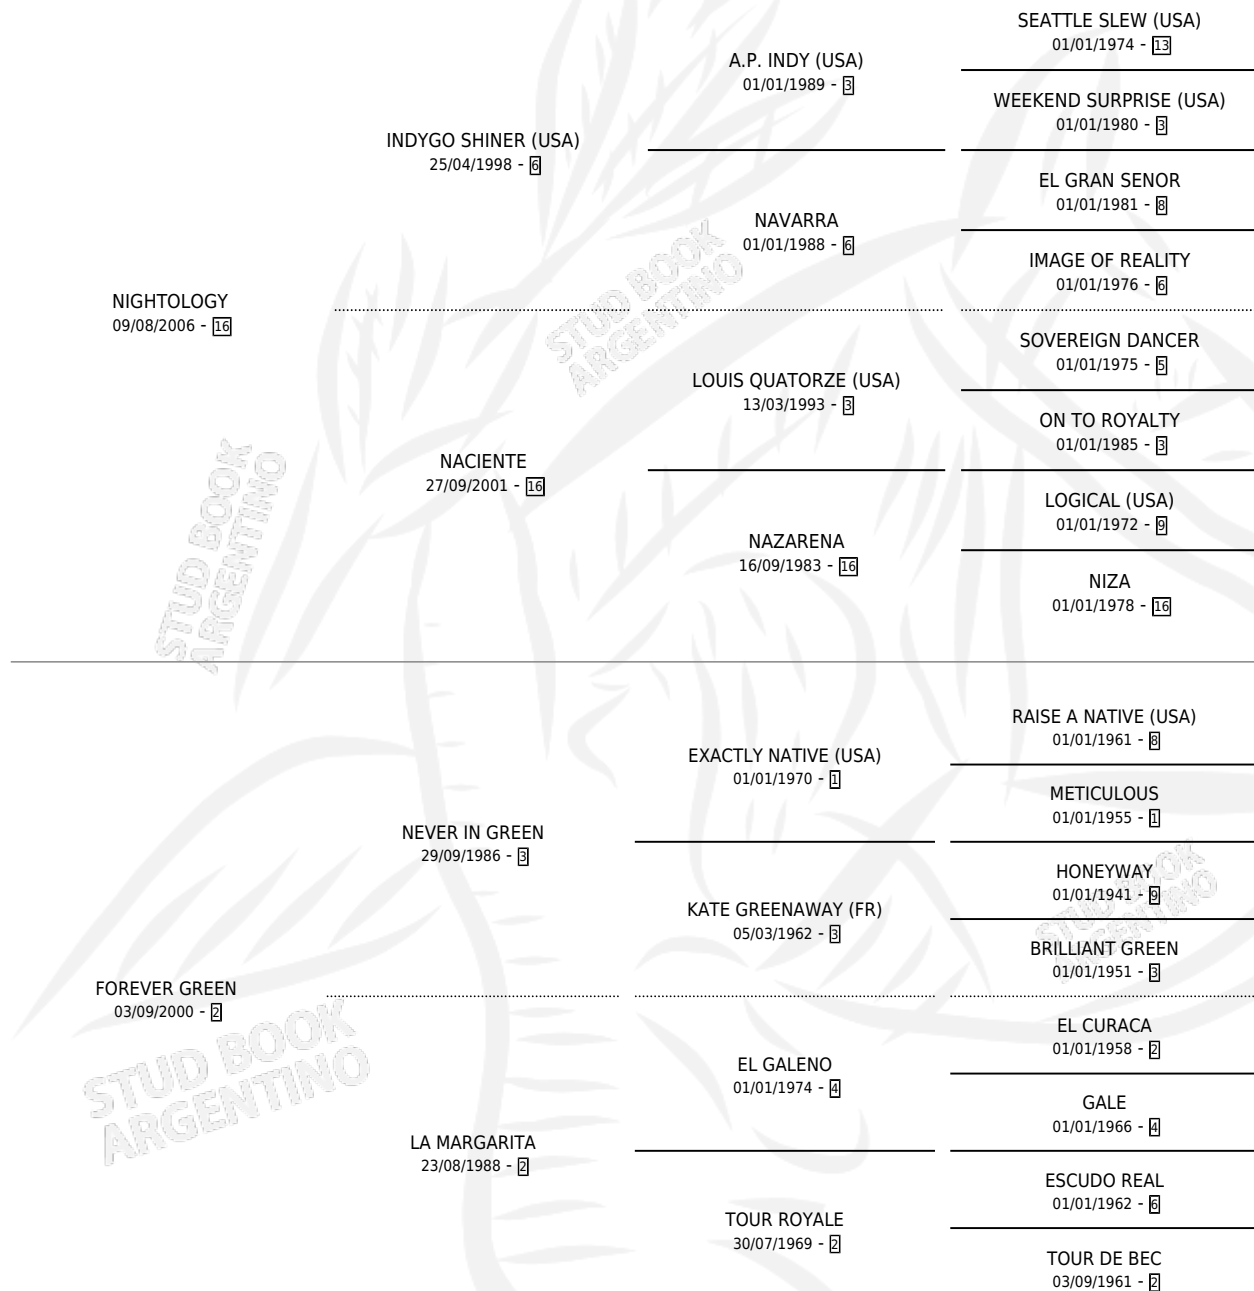 SEATTLE SLEW (USA)
01/01/1974 - 13
A.P. INDY (USA)
01/01/1989 - 3
WEEKEND SURPRISE (USA)
01/01/1980 - 3
INDYGO SHINER (USA)
25/04/1998 - 6
EL GRAN SENOR
01/01/1981 - 8
NAVARRA
01/01/1988 - 6
IMAGE OF REALITY
01/01/1976 - 6
NIGHTOLOGY
09/08/2006 - 16
STUD BOOK
ARGENTINO
SOVEREIGN DANCER
01/01/1975 - 5
LOUIS QUATORZE (USA)
13/03/1993 - 3
ON TO ROYALTY
01/01/1985 - 3
NACIENTE
27/09/2001 - 16
LOGICAL (USA)
01/01/1972 - 9
NAZARENA
16/09/1983 - 16
NIZA
01/01/1978 - 16
STUD BOOK
ARGENTINO
RAISE A NATIVE (USA)
01/01/1961 - 8
EXACTLY NATIVE (USA)
01/01/1970 - 1
METICULOUS
01/01/1955 - 1
NEVER IN GREEN
29/09/1986 - 3
HONEYWAY
01/01/1941 - 9
KATE GREENAWAY (FR)
05/03/1962 - 3
STUD BOOK
ARGENTINO
BRILLIANT GREEN
01/01/1951 - 3
FOREVER GREEN
03/09/2000 - 2
STUD BOOK
ARGENTINO
EL CURACA
01/01/1958 - 2
EL GALENO
01/01/1974 - 4
GALE
01/01/1966 - 4
LA MARGARITA
23/08/1988 - 2
ESCUDO REAL
01/01/1962 - 6
TOUR ROYALE
30/07/1969 - 2
TOUR DE BEC
03/09/1961 - 2